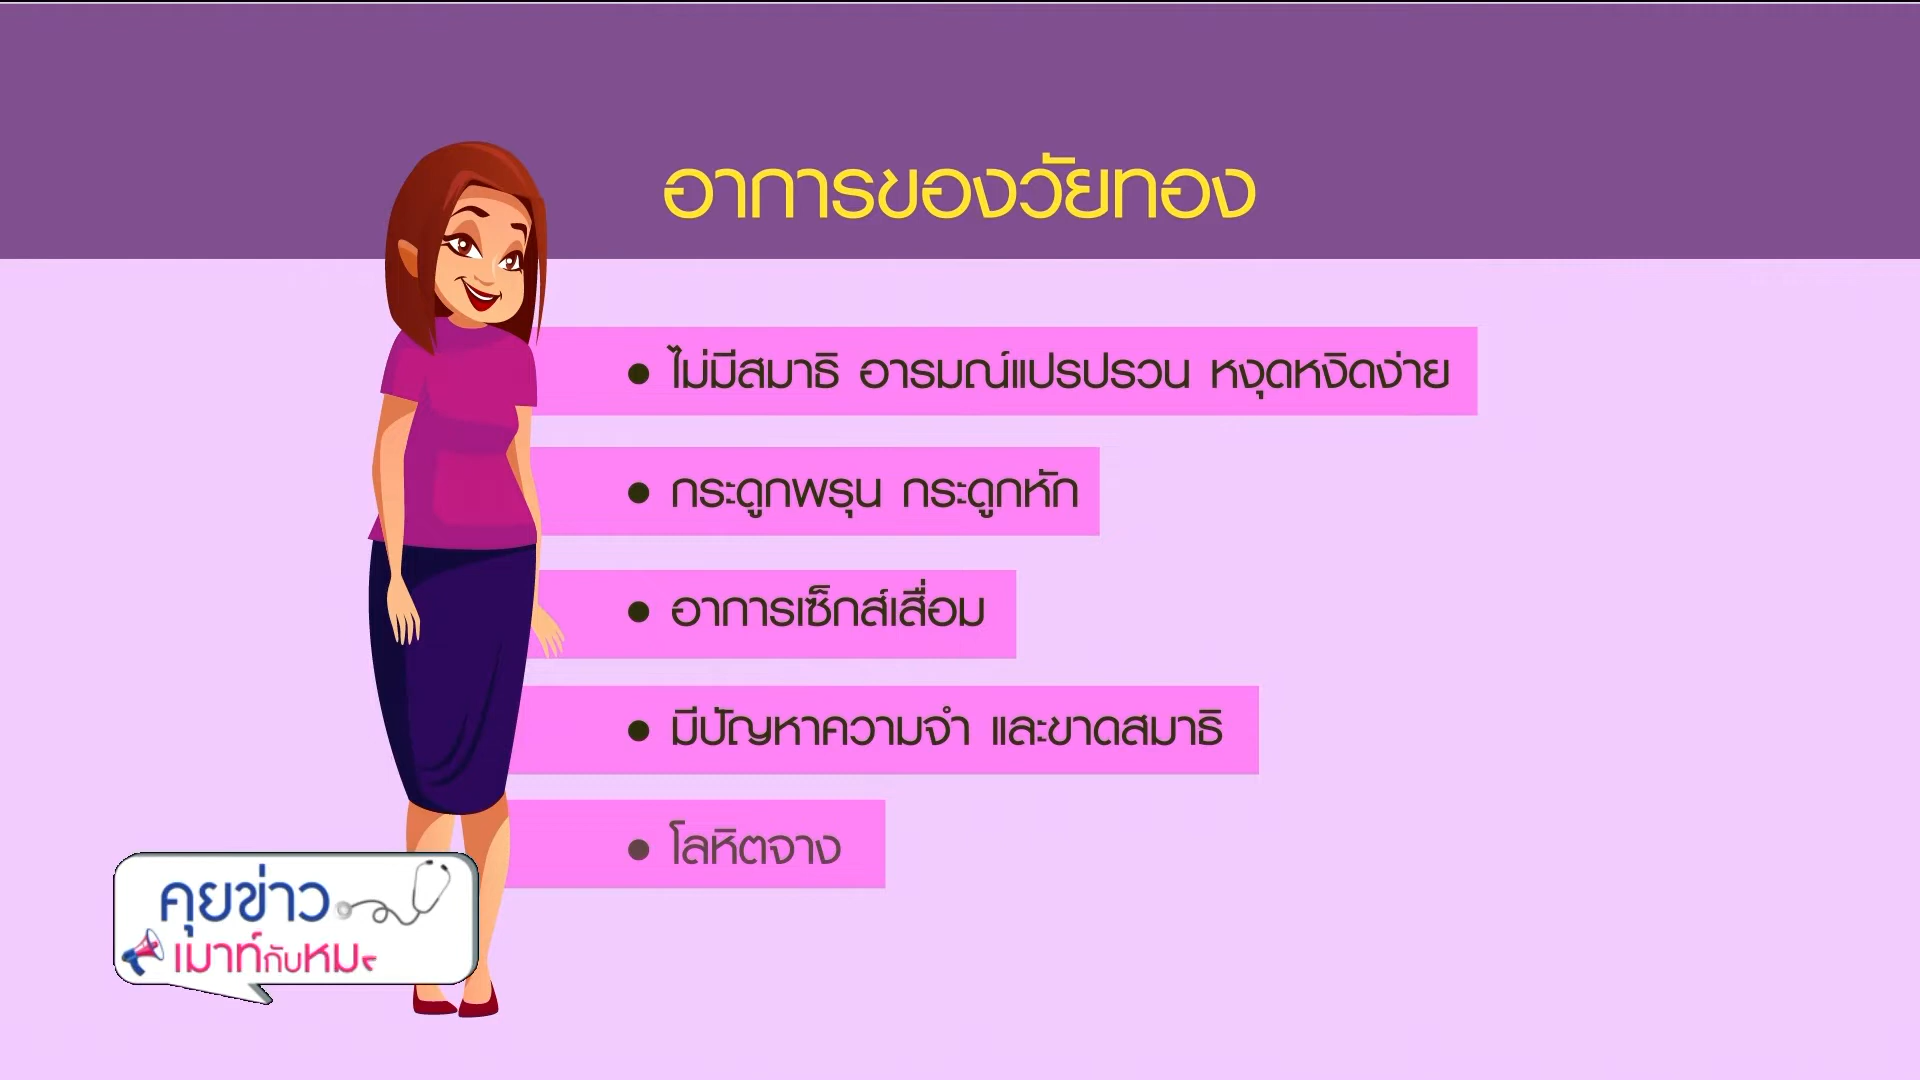 อาการของวัยทอง
• ไม่มีสมาธิ อารมณ์แปรปรวน หงุดหงิดง่าย
• กระดูกพรุน กระดูกหัก
• อาการเซ็กส์เสื่อม
• มีปัญหาความจำ และขาดสมาธิ
• โลหิตจาง
คุยข่าว
เมาท์กับหม